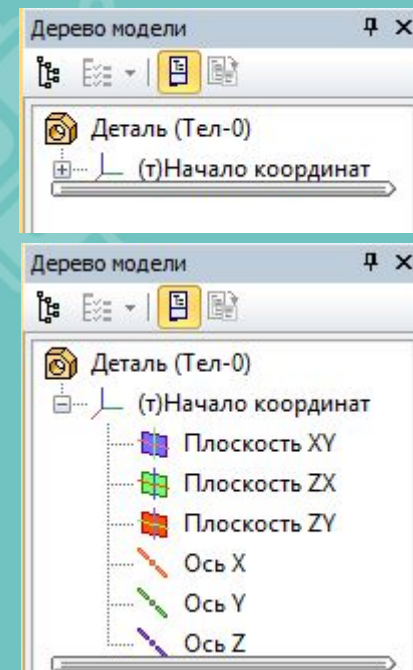 Дерево модели
Деталь (Тел-0)
(т)Начало координат
Дерево модели
Деталь (Тел-0)
(т)Начало координат
Плоскость XY
Плоскость ZX
Плоскость ZY
Ось X
Ось Y
Ось Z